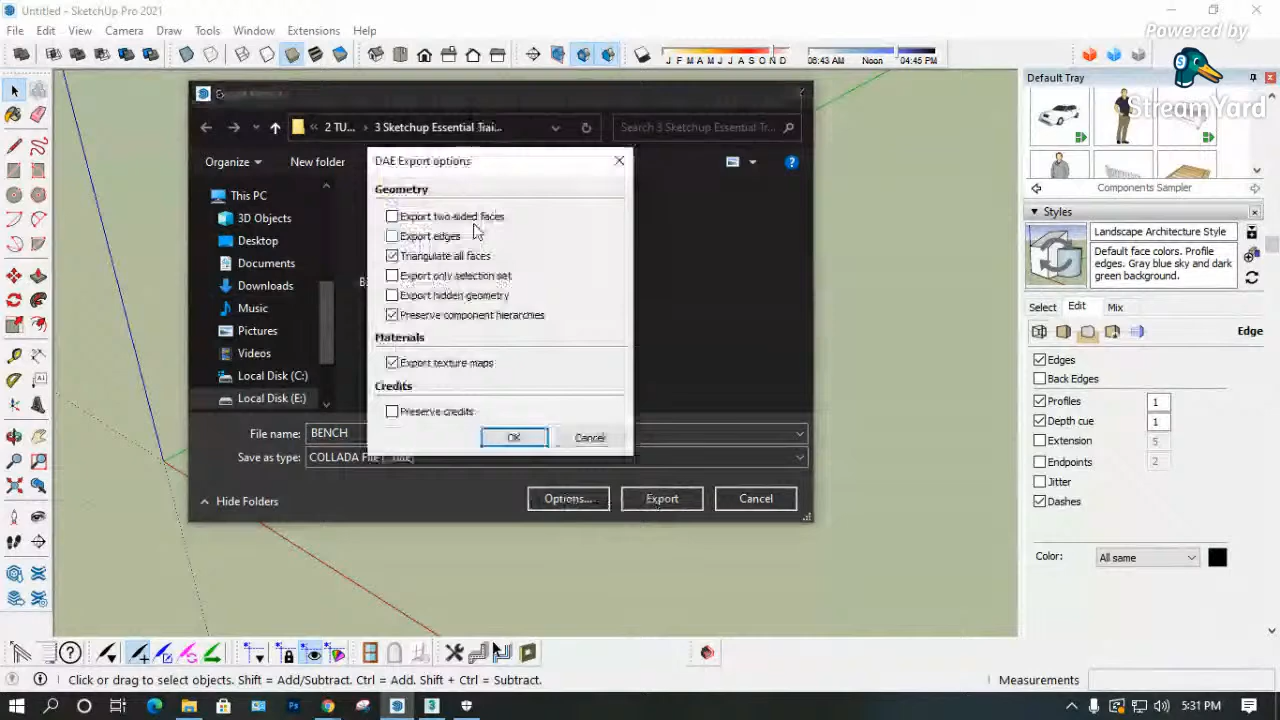 Untitled - SketchUp Pro 2021
File Edit View Camera Draw Tools Window Extensions Help
Powered by
StreamYard
J F M A M J J A S O N D
06:43 AM Noon 04:45 PM
Default Tray
2 TU... 3 Sketchup Essential Trai...
Search 3 Sketchup Essential Tr...
Organize New folder
This PC
3D Objects
Desktop
Documents
Downloads
Music
Pictures
Videos
Local Disk (C:)
Local Disk (E:)
DAE Export options
Geometry
Export two-sided faces
Export edges
Triangulate all faces
Export only selection set
Export hidden geometry
Preserve component hierarchies
Materials
Export texture maps
Credits
Preserve credits
OK Cancel
File name: BENCH
Save as type: COLLADA File
Hide Folders
Options... Export Cancel
Components Sampler
Styles
Landscape Architecture Style
Default face colors. Profile
edges. Gray blue sky and dark
green background.
Select Edit Mix
Edge
Edges
Back Edges
Profiles 1
Depth cue 1
Extension 5
Endpoints 2
Jitter
Dashes
Color: All same
Click or drag to select objects. Shift = Add/Subtract. Ctrl = Add. Shift + Ctrl = Subtract.
Measurements
5:31 PM